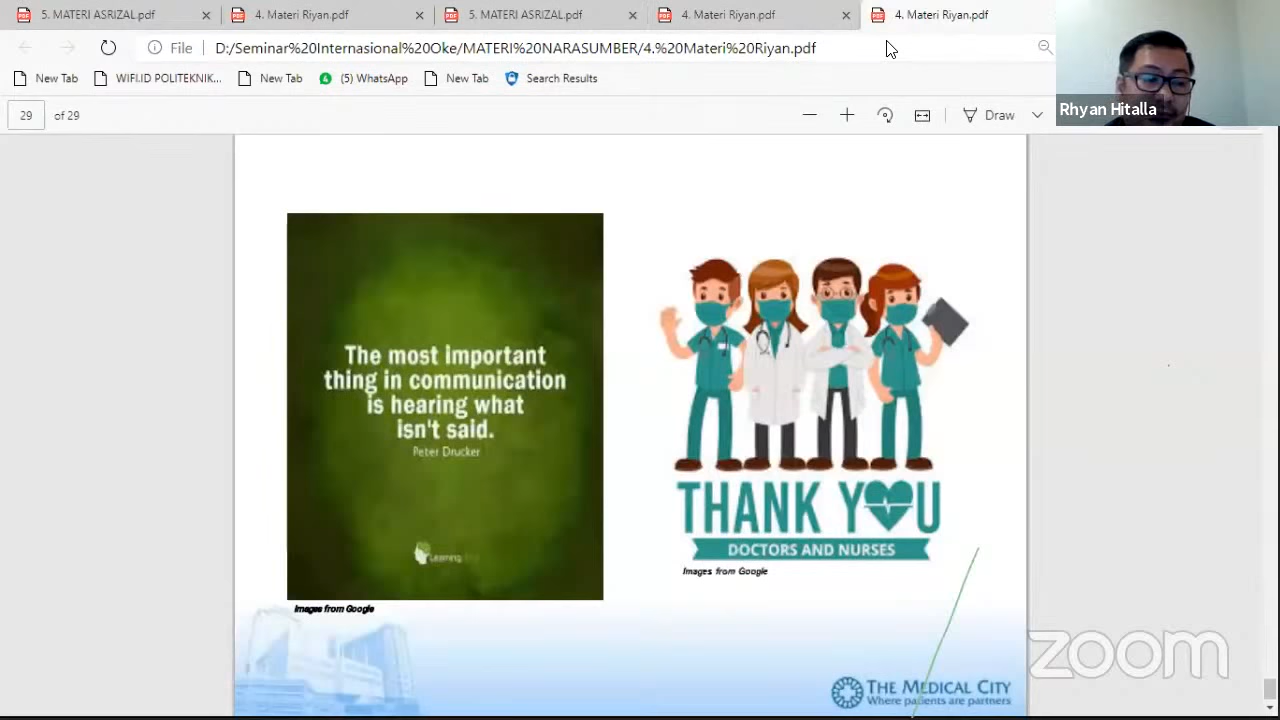 5. MATERI ASRIZAL.pdf
4. Materi Riyan.pdf
5. MATERI ASRIZAL.pdf
4. Materi Riyan.pdf
4. Materi Riyan.pdf
File
D:/Seminar%20Internasional%20Oke/MATERI%20NARASUMBER/4.%20Materi%20Riyan.pdf
New Tab
WIFI.ID POLITEKNIK...
New Tab
(5) WhatsApp
New Tab
Search Results
29 of 29
Draw
Rhyan Hitalla
The most important
thing in communication
is hearing what
isn't said.
Peter Drucker
Learning
Images from Google
THANK YOU
DOCTORS AND NURSES
Images from Google
THE MEDICAL CITY
Where patients are partners
zoom